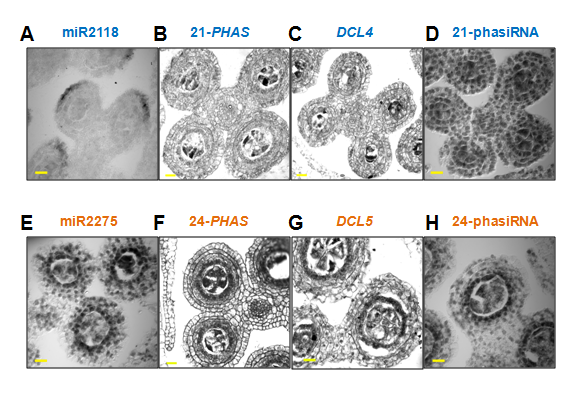 A miR2118 B 21-PHAS C DCL4 D 21-phasiRNA
E miR2275 F 24-PHAS G DCL5 H 24-phasiRNA